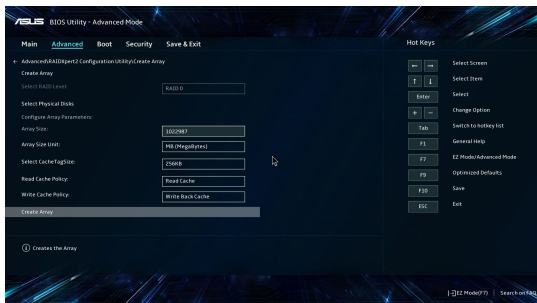 ASUS BIOS Utility - Advanced Mode
Main Advanced Boot Security Save & Exit
Hot Keys
← Advanced\RAIDXpert2 Configuration Utility\Create Array
Create Array
Select RAID Level: RAID 0
Select Physical Disks
Configure Array Parameters:
Array Size: 1022987
Array Size Unit: MB (MegaBytes)
Select CacheTagSize: 256KB
Read Cache Policy: Read Cache
Write Cache Policy: Write Back Cache
Create Array
Creates the Array
← → Select Screen
↑ ↓ Select Item
Enter Select
+ − Change Option
Tab Switch to hotkey list
F1 General Help
F7 EZ Mode/Advanced Mode
F9 Optimized Defaults
F10 Save
ESC Exit
EZ Mode(F7) | Search on FAQ